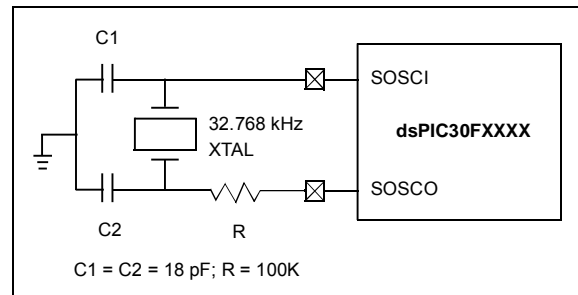 C1
SOSCI
32.768 kHz
XTAL
dsPIC30FXXXX
SOSCO
C2
R
C1 = C2 = 18 pF; R = 100K